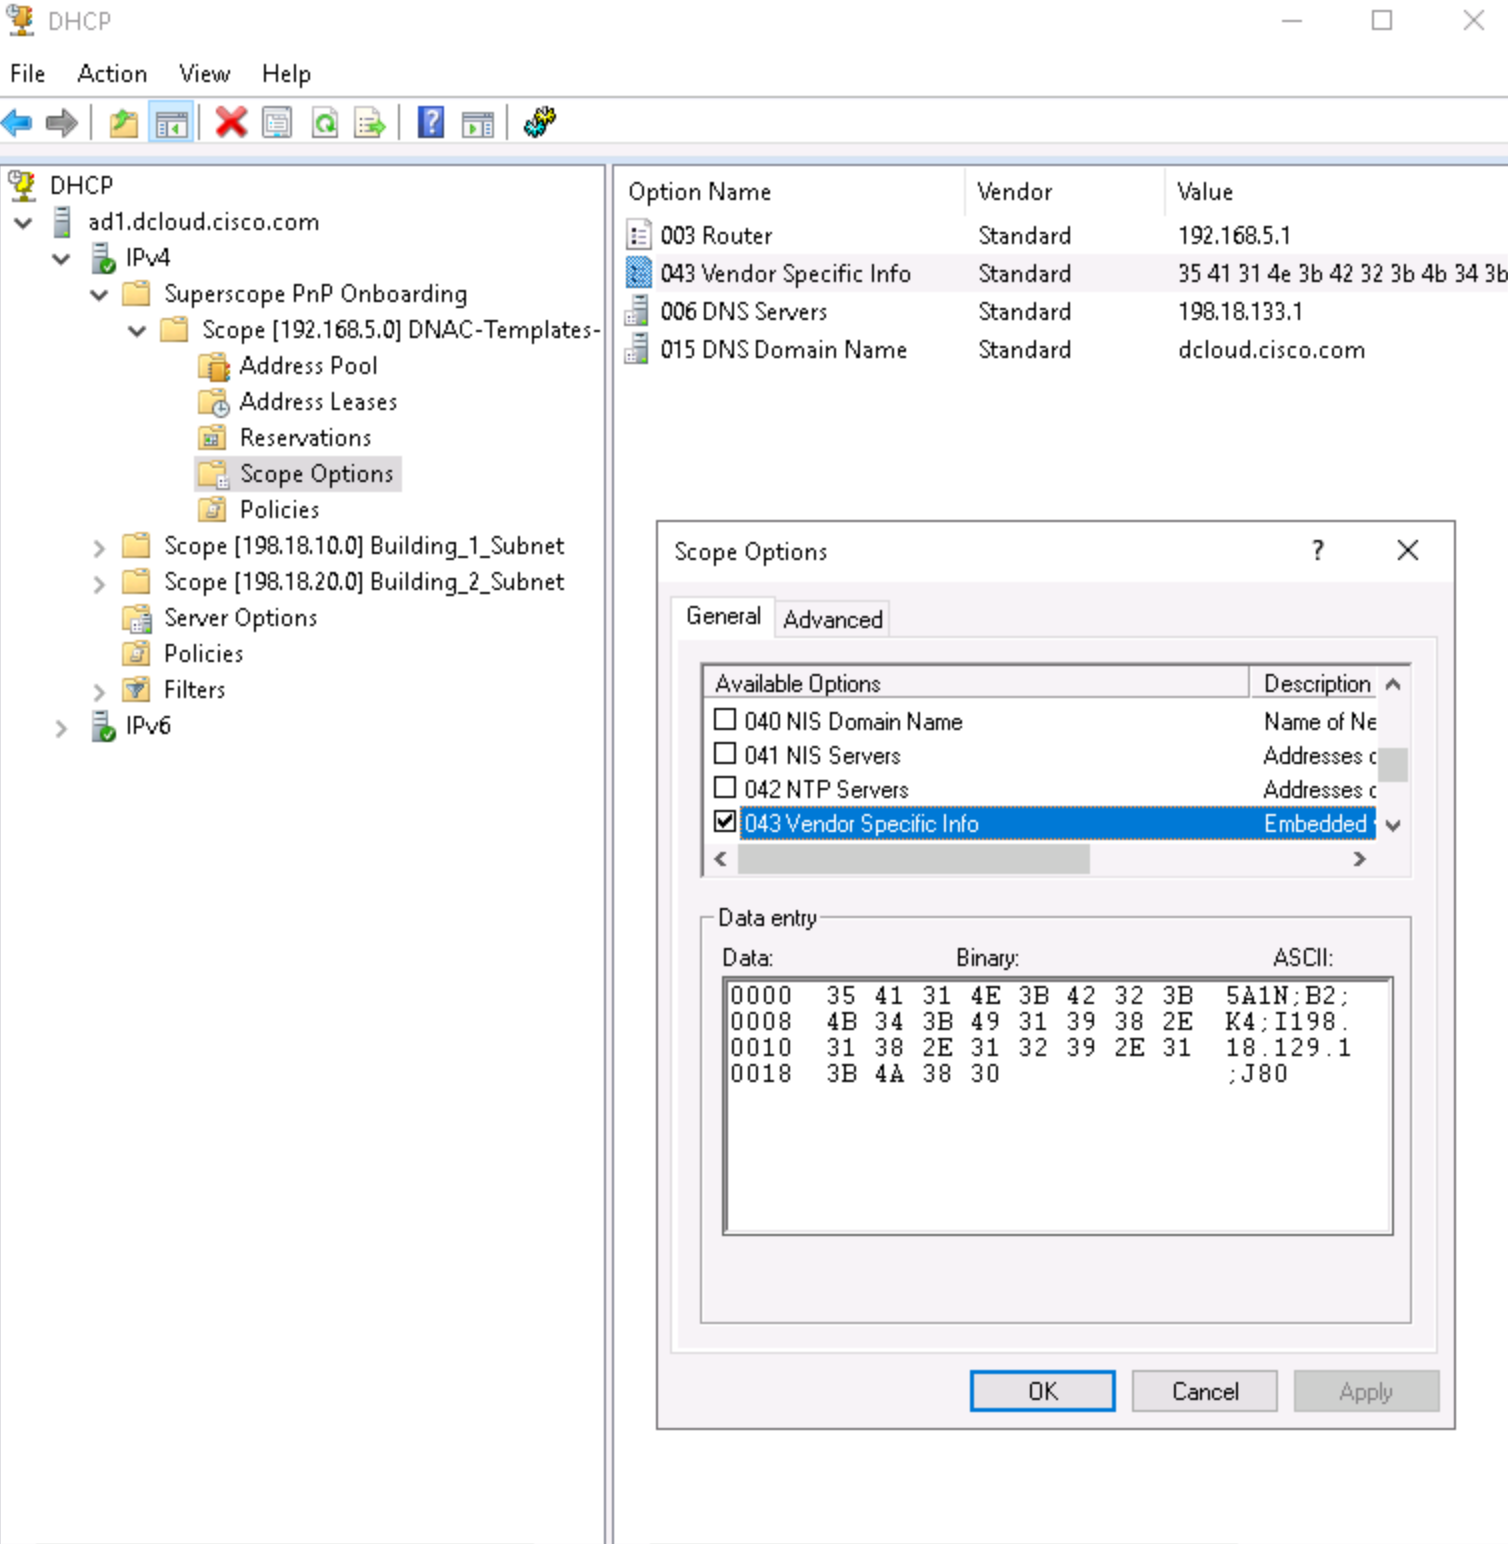 DHCP
File Action View Help
DHCP
ad1.dcloud.cisco.com
IPv4
Superscope PnP Onboarding
Scope [192.168.5.0] DNAC-Templates-
Address Pool
Address Leases
Reservations
Scope Options
Policies
Scope [198.18.10.0] Building_1_Subnet
Scope [198.18.20.0] Building_2_Subnet
Server Options
Policies
Filters
IPv6
Option Name Vendor Value
003 Router Standard 192.168.5.1
043 Vendor Specific Info Standard 35 41 31 4e 3b 42 32 3b 4b 34 3b
006 DNS Servers Standard 198.18.133.1
015 DNS Domain Name Standard dcloud.cisco.com
Scope Options
General Advanced
Available Options Description
040 NIS Domain Name Name of Ne
041 NIS Servers Addresses
042 NTP Servers Addresses
043 Vendor Specific Info Embedded
Data entry
Data: Binary: ASCII:
0000 35 41 31 4E 3B 42 32 3B 5A1N;B2;
0008 4B 34 3B 49 31 39 38 2E K4;I198.
0010 31 38 2E 31 32 39 2E 31 18.129.1
0018 3B 4A 38 30 ;J80
OK Cancel Apply